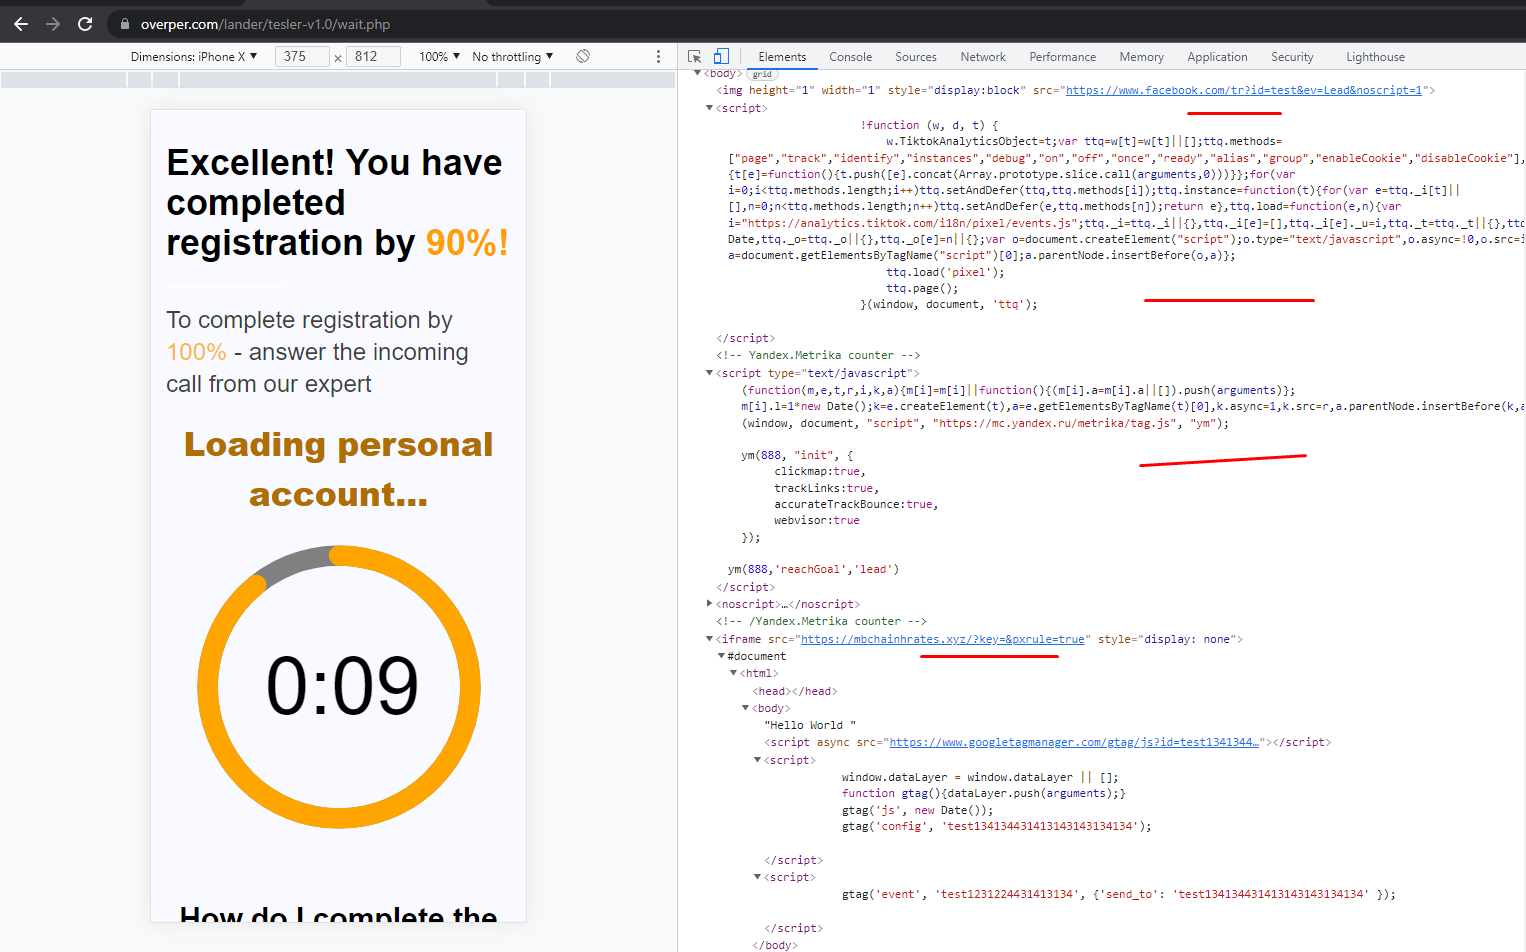 overper.com/lander/tesler-v1.0/wait.php
Dimensions: iPhone X ▼ 375 × 812 100% ▼ No throttling ▼
Elements Console Sources Network Performance Memory Application Security Lighthouse
Excellent! You have
completed
registration by 90%!
To complete registration by
100% - answer the incoming
call from our expert
Loading personal
account...
0:09
How do I complete the
▼<body> grid
<img height="1" width="1" style="display:block" src="https://www.facebook.com/tr?id=test&ev=Lead&noscript=1">
▼<script>
!function (w, d, t) {
w.TiktokAnalyticsObject=t;var ttq=w[t]=w[t]||[];ttq.methods=
["page","track","identify","instances","debug","on","off","once","ready","alias","group","enableCookie","disableCookie"],
{t[e]=function(){t.push([e].concat(Array.prototype.slice.call(arguments,0)))}};for(var
i=0;i<ttq.methods.length;i++)ttq.setAndDefer(ttq,ttq.methods[i]);ttq.instance=function(t){for(var e=ttq._i[t]||
[],n=0;n<ttq.methods.length;n++)ttq.setAndDefer(e,ttq.methods[n]);return e},ttq.load=function(e,n){var
i="https://analytics.tiktok.com/i18n/pixel/events.js";ttq._i=ttq._i||{},ttq._i[e]=[],ttq._i[e]._u=i,ttq._t=ttq._t||{},ttq
Date,ttq._o=ttq._o||{},ttq._o[e]=n||{};var o=document.createElement("script");o.type="text/javascript",o.async=!0,o.src=i
a=document.getElementsByTagName("script")[0];a.parentNode.insertBefore(o,a)};
ttq.load('pixel');
ttq.page();
}(window, document, 'ttq');
</script>
<!-- Yandex.Metrika counter -->
▼<script type="text/javascript">
(function(m,e,t,r,i,k,a){m[i]=m[i]||function(){(m[i].a=m[i].a||[]).push(arguments)};
m[i].l=1*new Date();k=e.createElement(t),a=e.getElementsByTagName(t)[0],k.async=1,k.src=r,a.parentNode.insertBefore(k,a
(window, document, "script", "https://mc.yandex.ru/metrika/tag.js", "ym");
ym(888, "init", {
clickmap:true,
trackLinks:true,
accurateTrackBounce:true,
webvisor:true
});
ym(888,'reachGoal','lead')
</script>
▶<noscript>…</noscript>
<!-- /Yandex.Metrika counter -->
▼<iframe src="https://mbchainhrates.xyz/?key=&pxrule=true" style="display: none">
▼#document
▼<html>
<head></head>
▼<body>
"Hello World "
<script async src="https://www.googletagmanager.com/gtag/js?id=test1341344…"></script>
▼<script>
window.dataLayer = window.dataLayer || [];
function gtag(){dataLayer.push(arguments);}
gtag('js', new Date());
gtag('config', 'test134134431413143143134134');
</script>
▼<script>
gtag('event', 'test1231224431413134', {'send_to': 'test134134431413143143134134' });
</script>
</body>